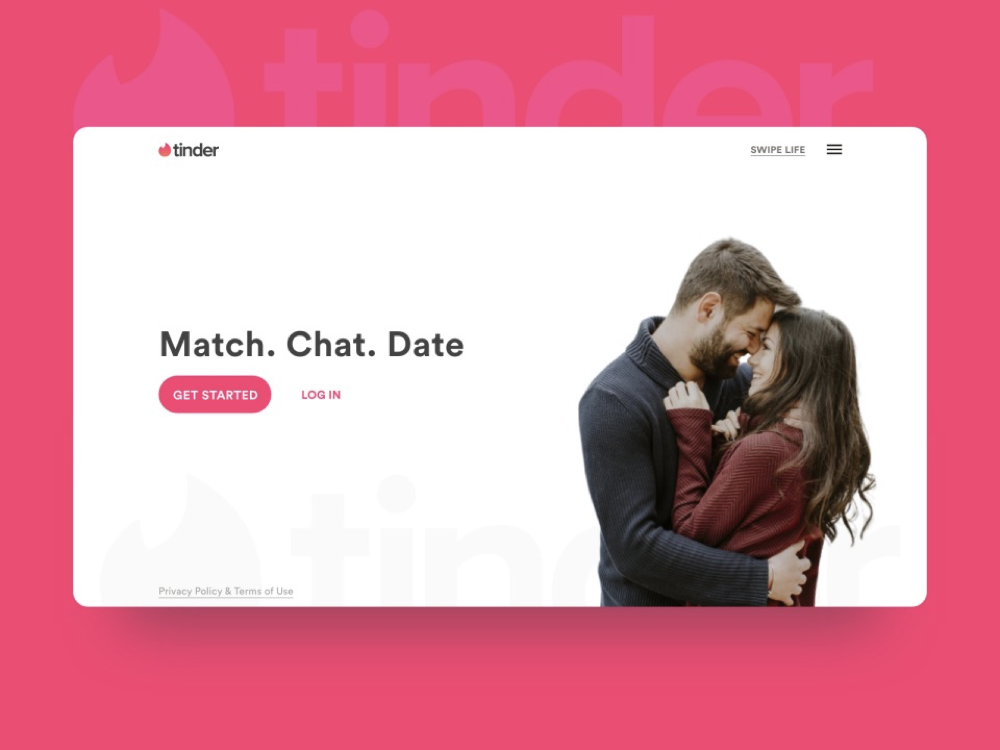 tinder
tinder
SWIPE LIFE
Match. Chat. Date
GET STARTED
LOG IN
tinder
Privacy Policy & Terms of Use